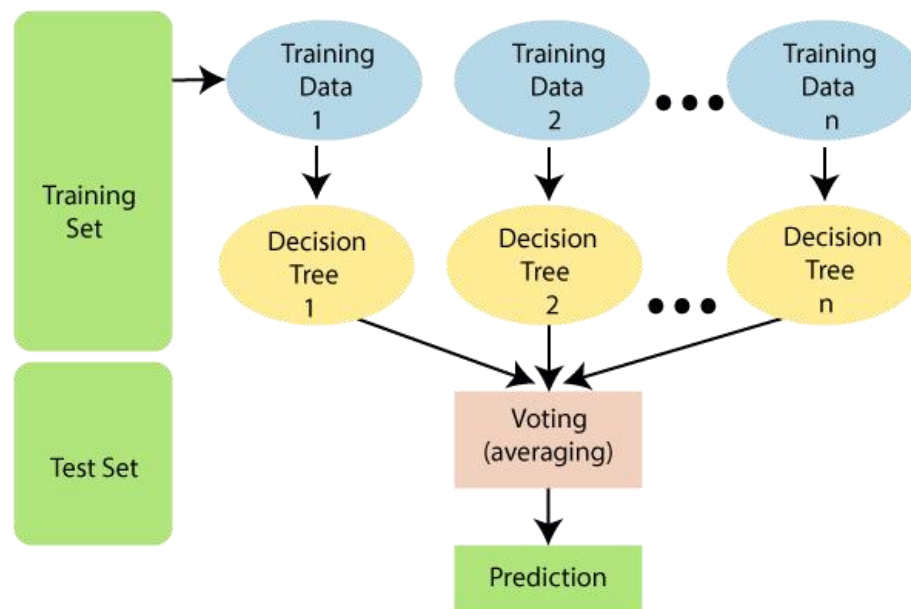 Training
Set
Test Set
Training
Data
1
Training
Data
2
Training
Data
n
Decision
Tree
1
Decision
Tree
2
Decision
Tree
n
Voting
(averaging)
Prediction